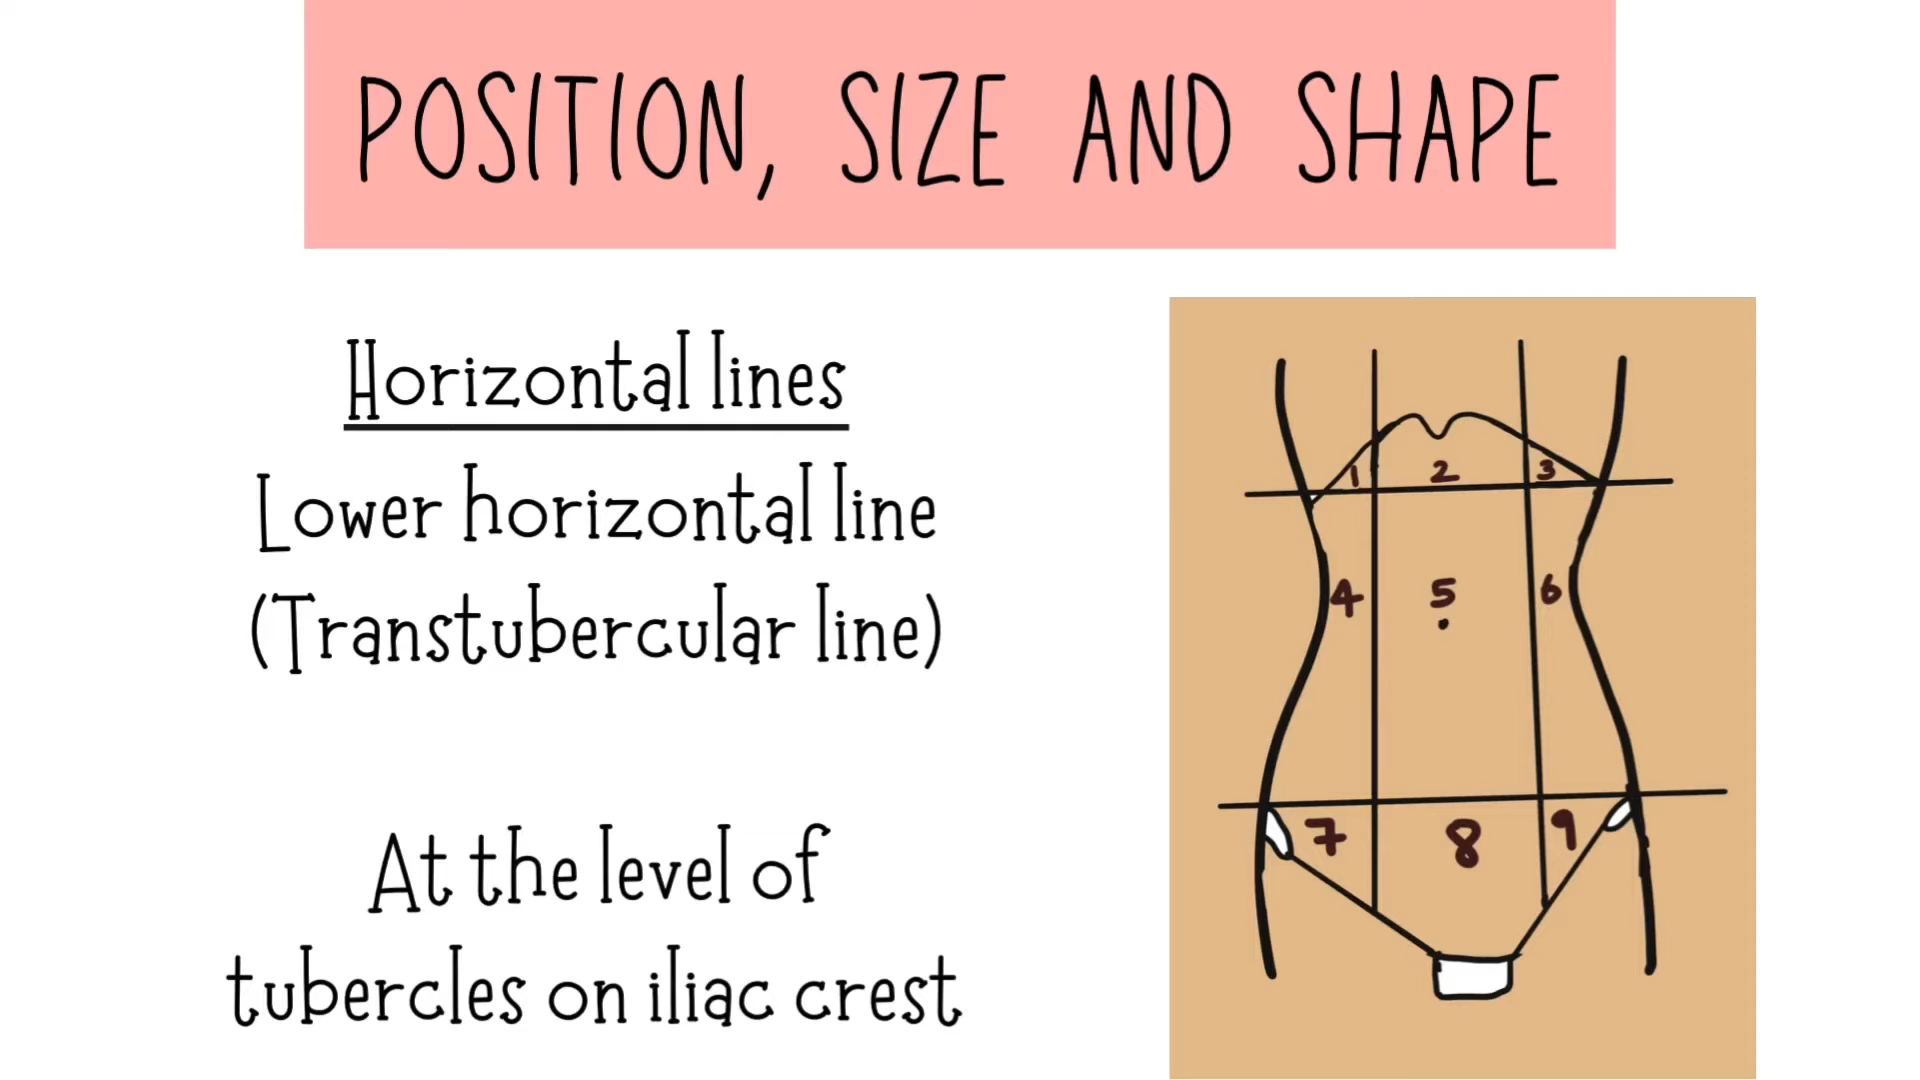 POSITION, SIZE AND SHAPE
Horizontal lines
Lower horizontal line
(Transtubercular line)
At the level of
tubercles on iliac crest
1 2 3
4 5 6
7 8 9